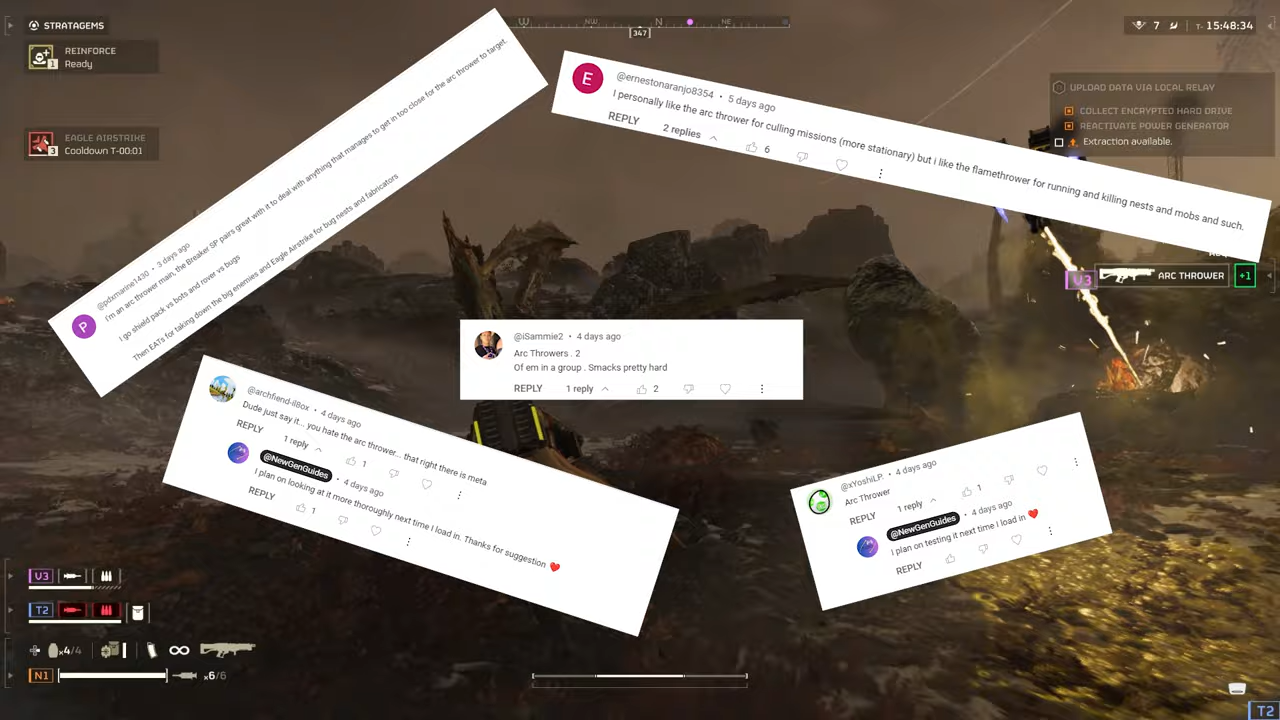 STRATAGEMS
REINFORCE
Ready
1
EAGLE AIRSTRIKE
Cooldown T-00:01
3
W
NW
N
NE
347
7
T- 15:48:34
UPLOAD DATA VIA LOCAL RELAY
COLLECT ENCRYPTED HARD DRIVE
REACTIVATE POWER GENERATOR
Extraction available.
V3
ARC THROWER
+1
P
@pdxmarine1430 • 3 days ago
I'm an arc thrower main, the Breaker SP pairs great with it to deal with anything that manages to get in too close for the arc thrower to target.
I go shield pack vs bots and rover vs bugs
Then EATs for taking down the big enemies and Eagle Airstrike for bug nests and fabricators
E
@ernestonaranjo8354 • 5 days ago
I personally like the arc thrower for culling missions (more stationary) but i like the flamethrower for running and killing nests and mobs and such.
REPLY
2 replies
6
@iSammie2 • 4 days ago
Arc Throwers . 2
Of em in a group . Smacks pretty hard
REPLY
1 reply
2
@archfiend-il8ox • 4 days ago
Dude just say it... you hate the arc thrower... that right there is meta
REPLY
1 reply
1
@NewGenGuides • 4 days ago
I plan on looking at it more thoroughly next time I load in. Thanks for suggestion ❤️
REPLY
1
@xYoshiLP. • 4 days ago
Arc Thrower
REPLY
1 reply
1
@NewGenGuides • 4 days ago
I plan on testing it next time I load in ❤️
REPLY
V3
T2
x4/4
N1
x6/6
T2